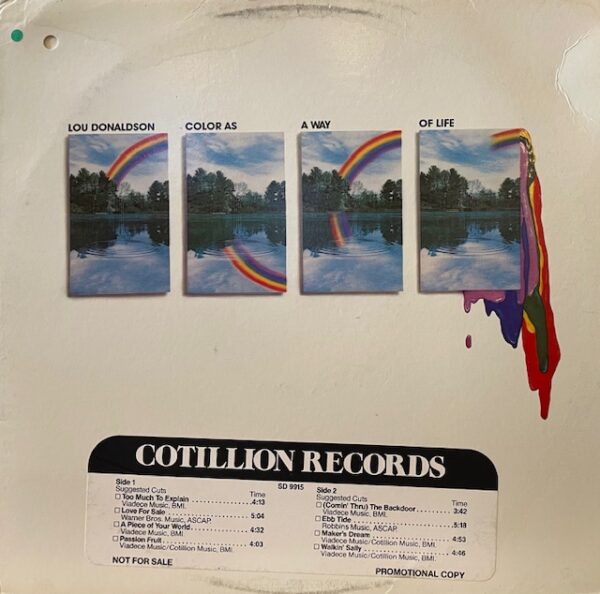 LOU DONALDSON COLOR AS A WAY OF LIFE
COTILLION RECORDS
SD 9915
Side 1
Suggested Cuts Time
Too Much To Explain 4:13
Viadece Music, BMI.
Love For Sale 5:04
Warner Bros. Music, ASCAP
A Piece of Your World 4:32
Viadece Music/Cotillion Music, BMI.
Passion Fruit 4:03
Viadece Music/Cotillion Music, BMI.
Side 2
Suggested Cuts Time
(Comin' Thru) The Backdoor 3:42
Viadece Music, BMI.
Ebb Tide 5:18
Robbins Music, ASCAP.
Maker's Dream 4:53
Viadece Music/Cotillion Music, BMI.
Walkin' Sally 4:46
Viadece Music/Cotillion Music, BMI.
NOT FOR SALE
PROMOTIONAL COPY